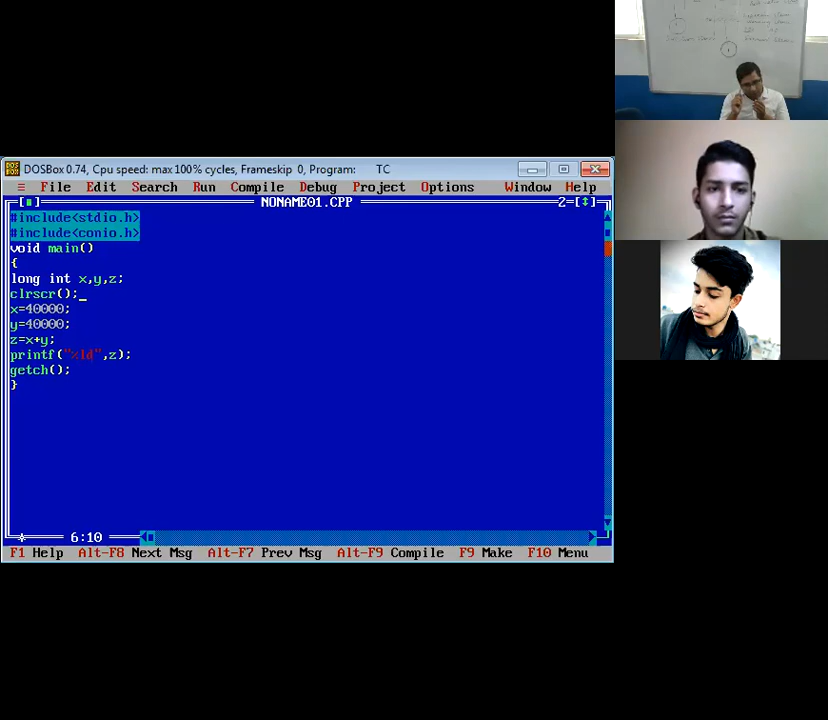 DOSBox 0.74, Cpu speed: max 100% cycles, Frameskip 0, Program: TC
≡ File Edit Search Run Compile Debug Project Options Window Help
[■] NONAME01.CPP 2=[↕]
#include<stdio.h>
#include<conio.h>
void main()
{
long int x,y,z;
clrscr();
x=40000;
y=40000;
z=x+y;
printf("%ld",z);
getch();
}
* 6:10
F1 Help Alt-F8 Next Msg Alt-F7 Prev Msg Alt-F9 Compile F9 Make F10 Menu